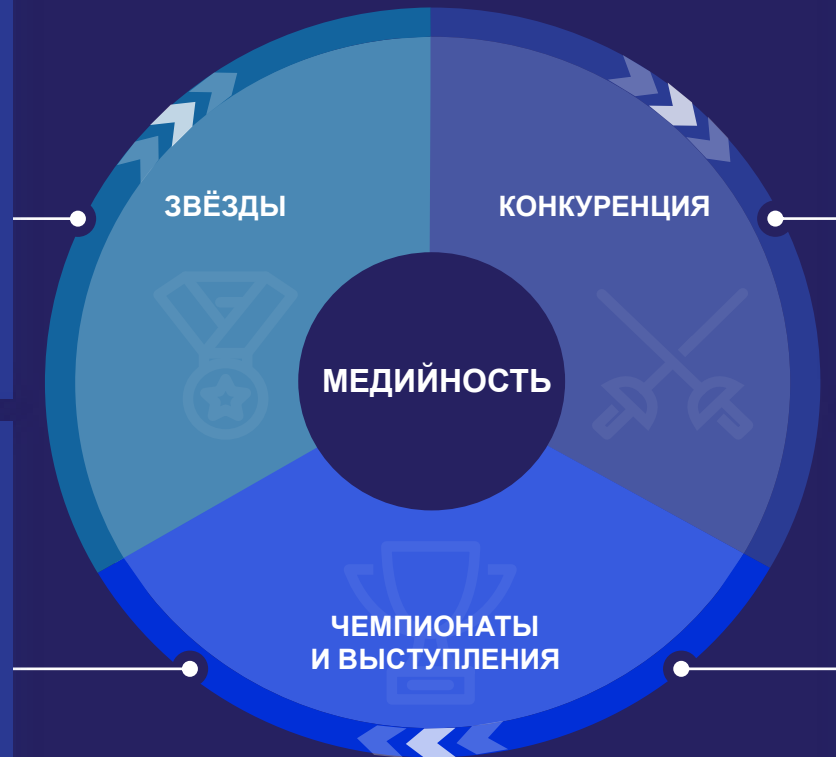 ЗВЁЗДЫ
КОНКУРЕНЦИЯ
МЕДИЙНОСТЬ
ЧЕМПИОНАТЫ
И ВЫСТУПЛЕНИЯ